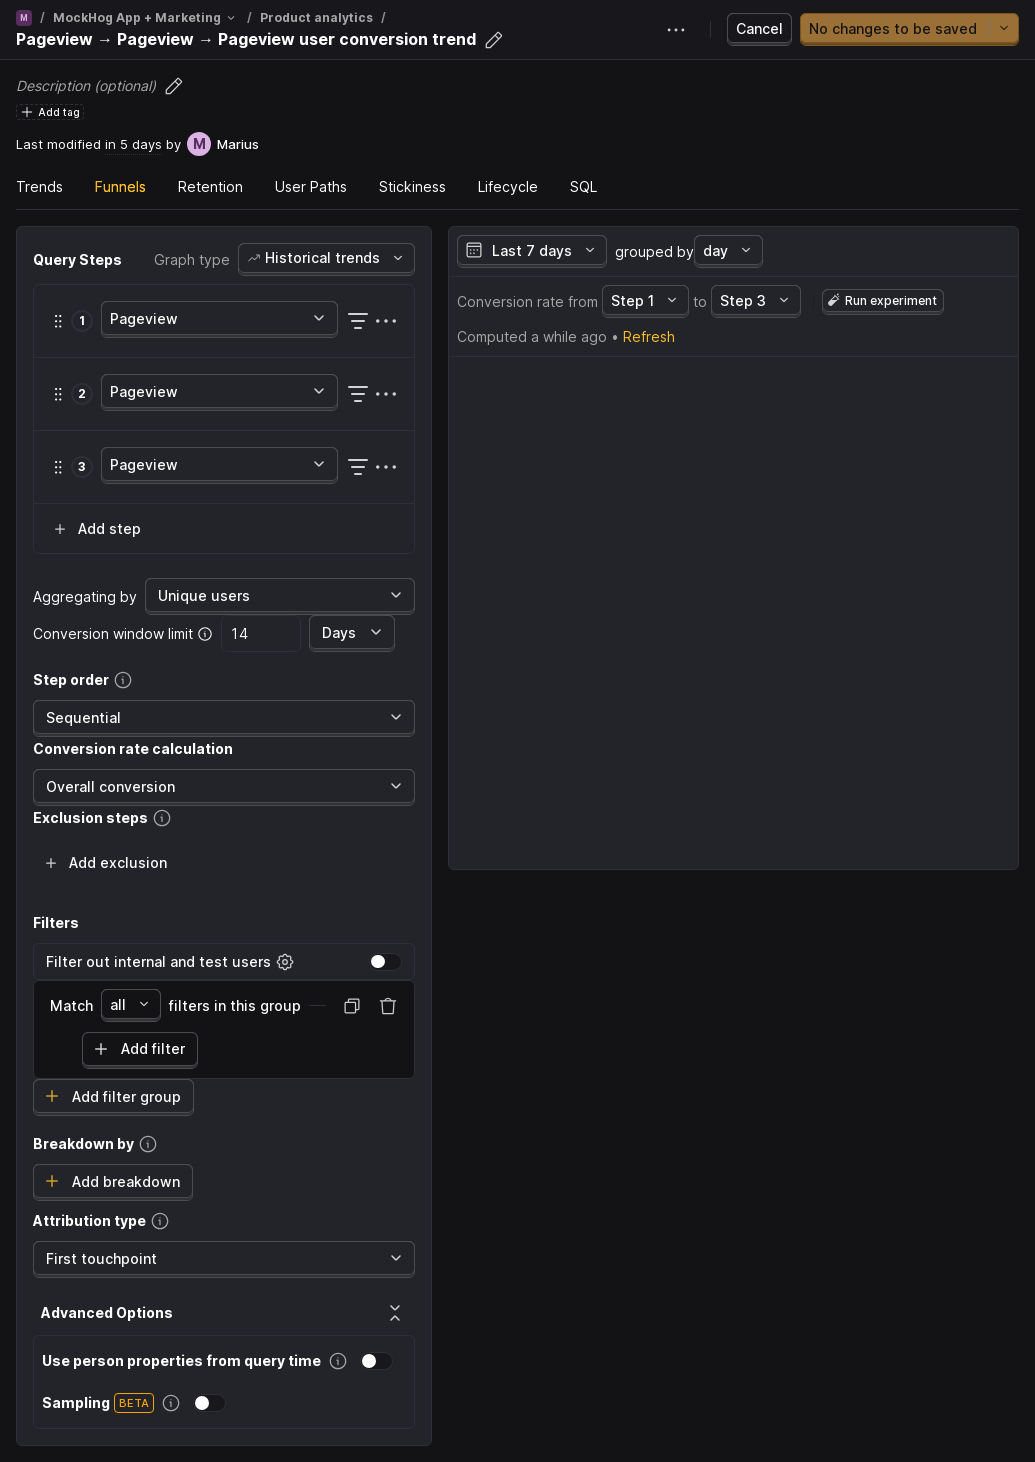 M / MockHog App + Marketing / Product analytics /
Pageview → Pageview → Pageview user conversion trend
Cancel
No changes to be saved
Description (optional)
Add tag
Last modified in 5 days by M Marius
Trends Funnels Retention User Paths Stickiness Lifecycle SQL
Query Steps Graph type Historical trends
1 Pageview
2 Pageview
3 Pageview
Add step
Aggregating by Unique users
Conversion window limit 14 Days
Step order
Sequential
Conversion rate calculation
Overall conversion
Exclusion steps
Add exclusion
Filters
Filter out internal and test users
Match all filters in this group
Add filter
Add filter group
Breakdown by
Add breakdown
Attribution type
First touchpoint
Advanced Options
Use person properties from query time
Sampling BETA
Last 7 days grouped by day
Conversion rate from Step 1 to Step 3 Run experiment
Computed a while ago • Refresh